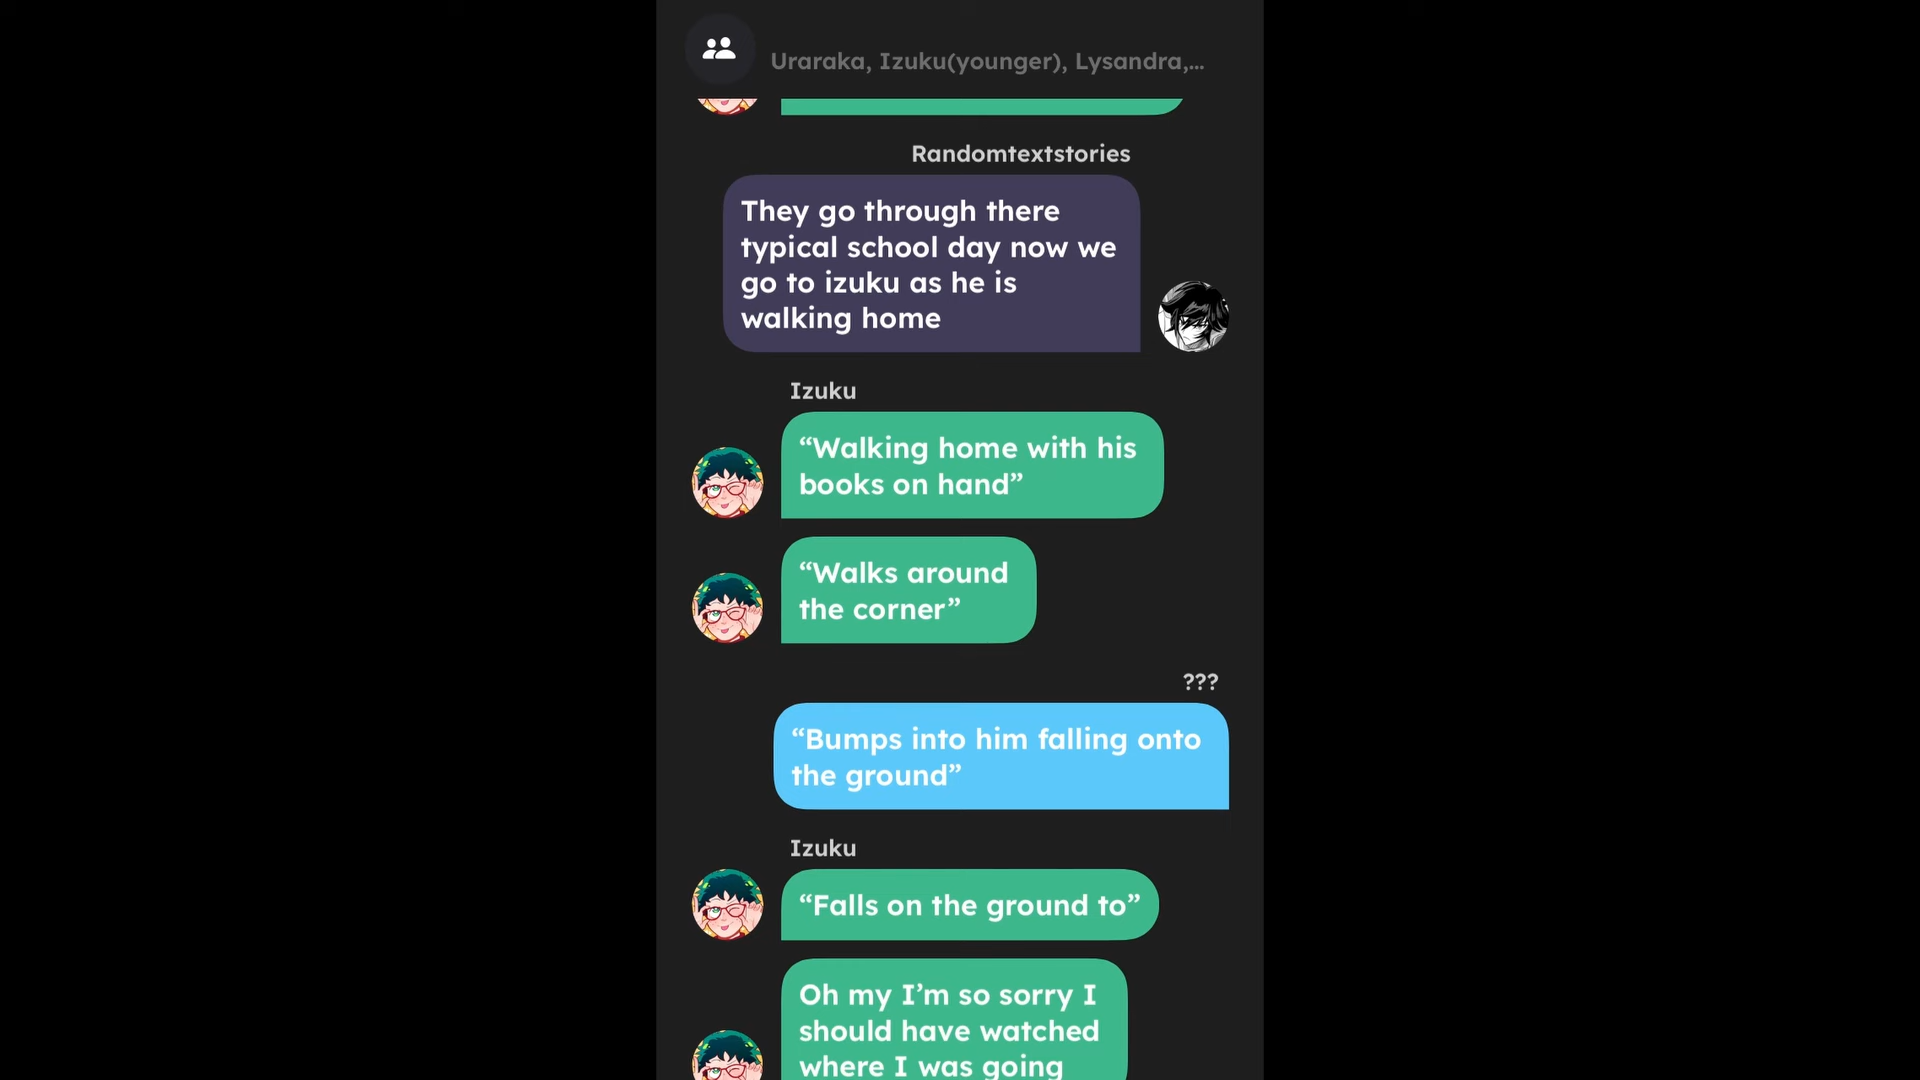 Uraraka, Izuku(younger), Lysandra,...
Randomtextstories
They go through there
typical school day now we
go to izuku as he is
walking home
Izuku
“Walking home with his
books on hand”
“Walks around
the corner”
???
“Bumps into him falling onto
the ground”
Izuku
“Falls on the ground to”
Oh my I’m so sorry I
should have watched
where I was going